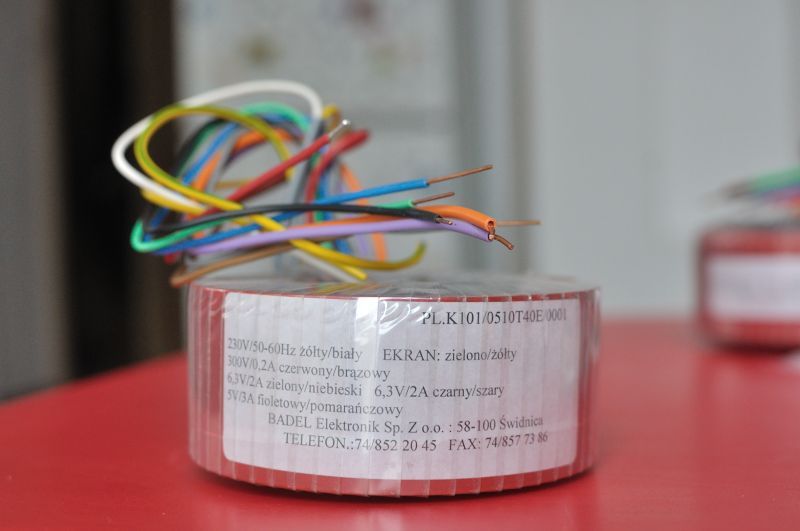 PL.K101/0510T40E/0001
230V/50-60Hz żółty/biały EKRAN: zielono/żółty
300V/0,2A czerwony/brązowy
6,3V/2A zielony/niebieski 6,3V/2A czarny/szary
5V/3A fioletowy/pomarańczowy
BADEL Elektronik Sp. Z o.o. : 58-100 Świdnica
TELEFON.:74/852 20 45 FAX: 74/857 73 86